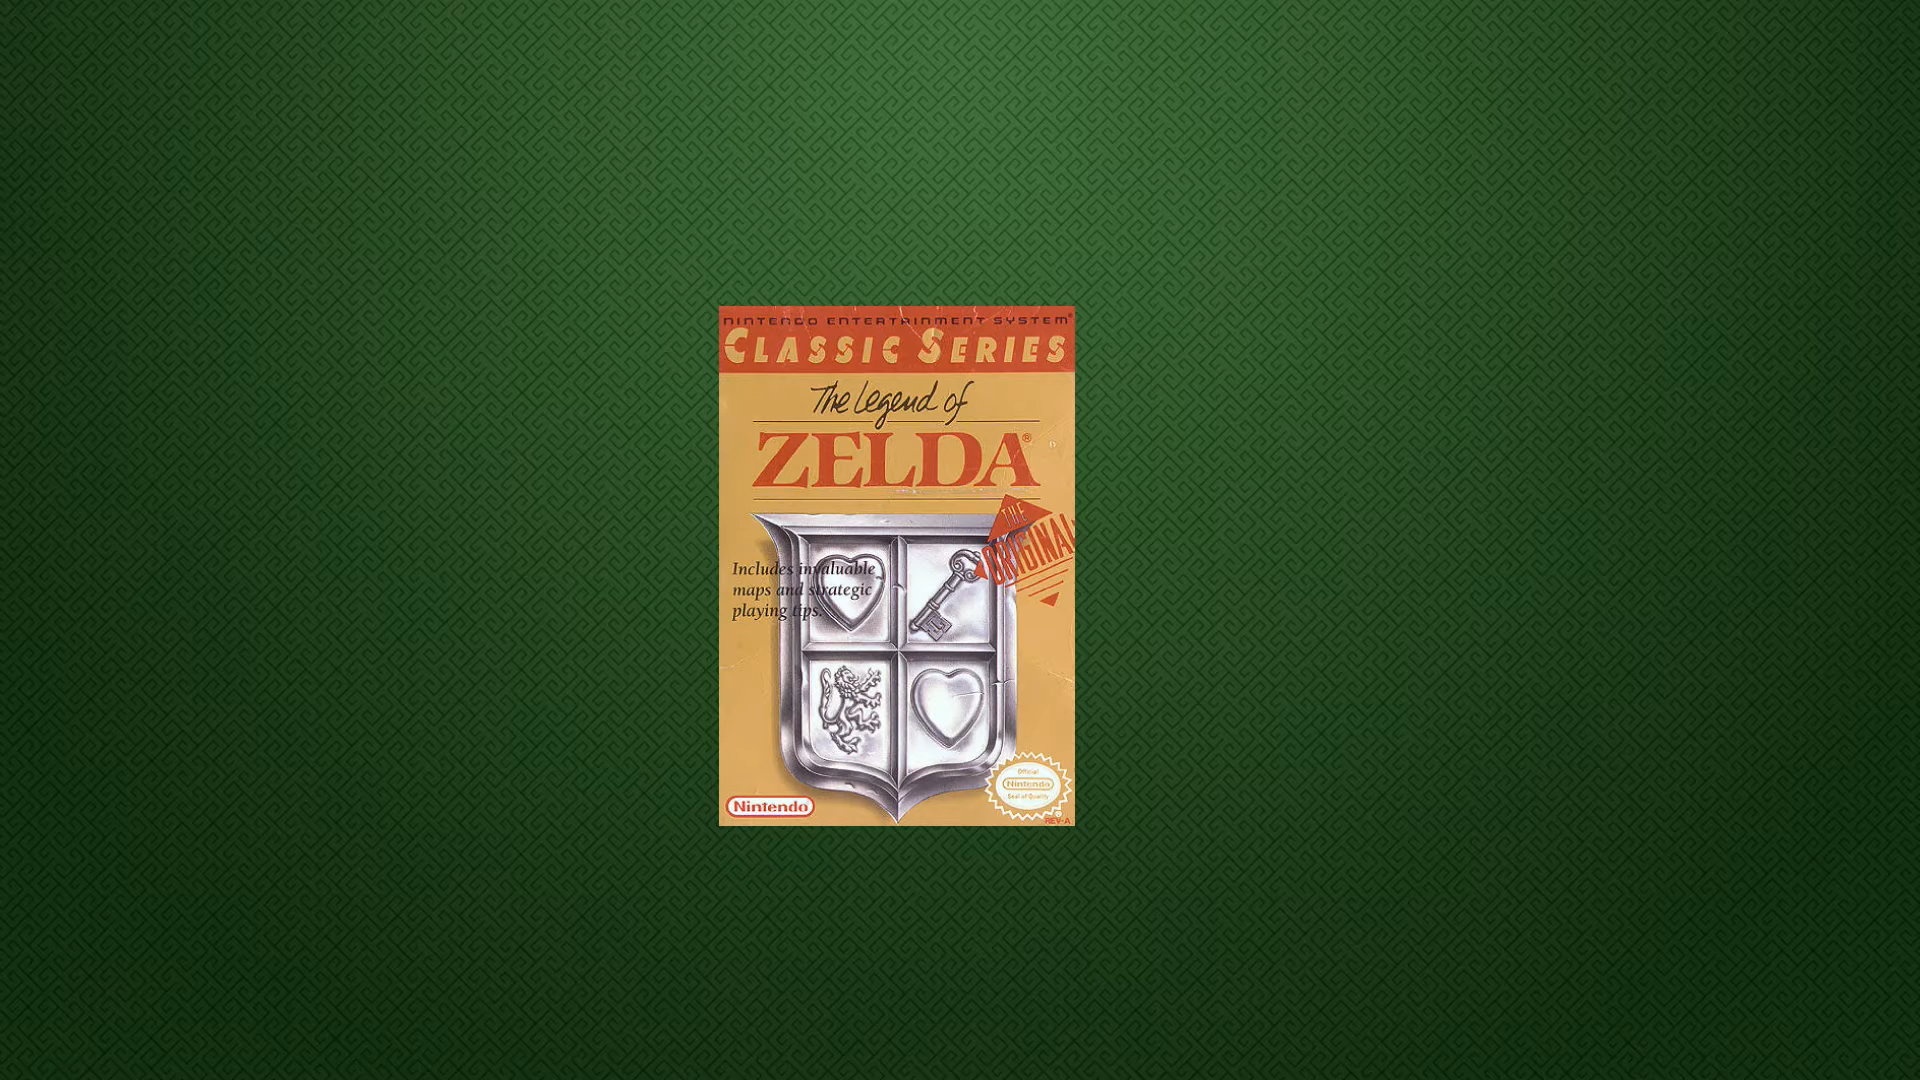 NINTENDO ENTERTAINMENT SYSTEM®
CLASSIC SERIES
The Legend of
ZELDA®
THE
ORIGINAL
Includes invaluable
maps and strategic
playing tips.
Nintendo®
Official
Nintendo
Seal of Quality
REV-A